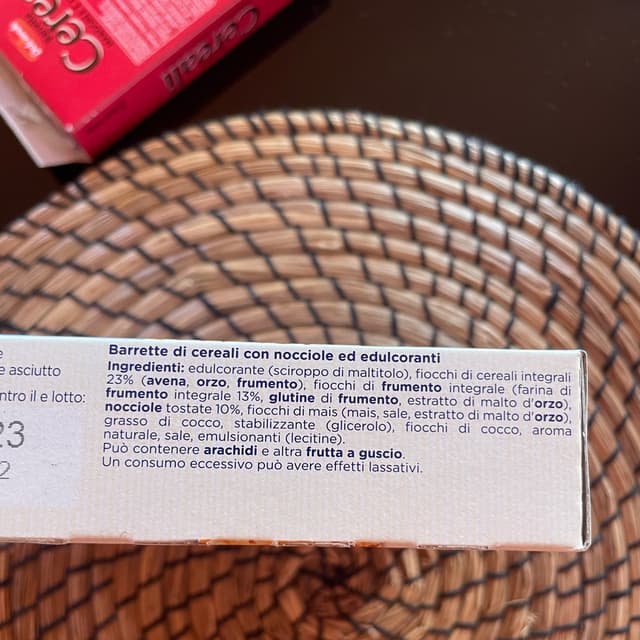 Cereali
Cereali
Barrette di cereali con nocciole ed edulcoranti
e asciutto
Ingredienti: edulcorante (sciroppo di maltitolo), fiocchi di cereali integrali
23% (avena, orzo, frumento), fiocchi di frumento integrale (farina di
ntro il e lotto:
frumento integrale 13%, glutine di frumento, estratto di malto d'orzo),
nocciole tostate 10%, fiocchi di mais (mais, sale, estratto di malto d'orzo),
23
grasso di cocco, stabilizzante (glicerolo), fiocchi di cocco, aroma
naturale, sale, emulsionanti (lecitine).
2
Può contenere arachidi e altra frutta a guscio.
Un consumo eccessivo può avere effetti lassativi.